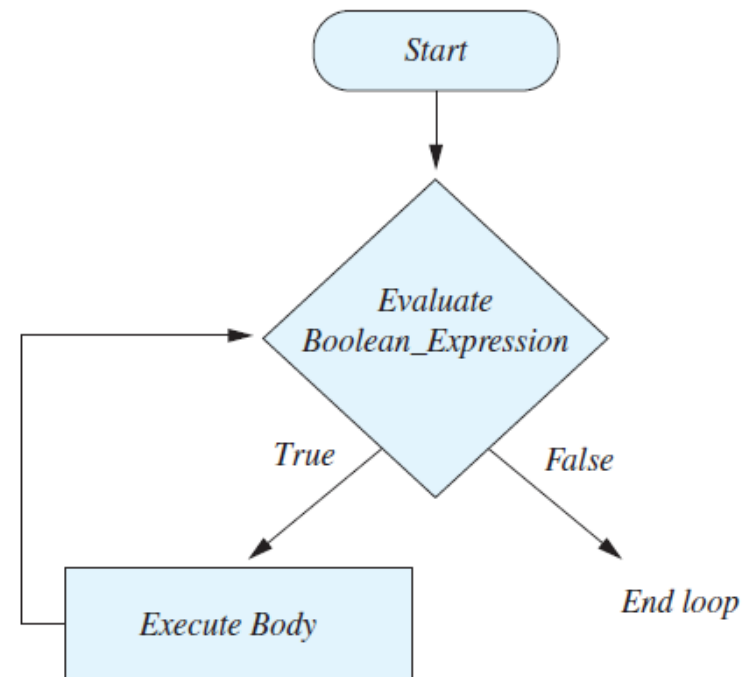 Start
Evaluate
Boolean_Expression
True
False
Execute Body
End loop